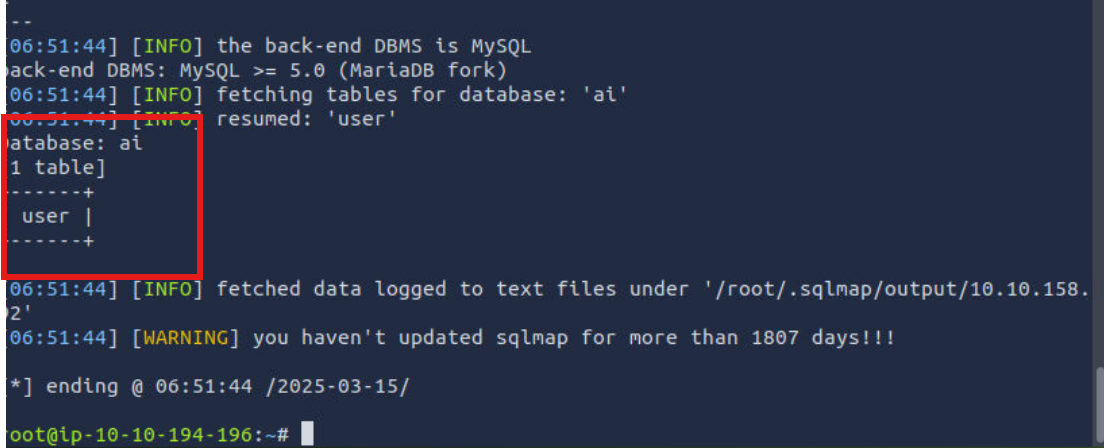 --
06:51:44] [INFO] the back-end DBMS is MySQL
back-end DBMS: MySQL >= 5.0 (MariaDB fork)
06:51:44] [INFO] fetching tables for database: 'ai'
06:51:44] [INFO] resumed: 'user'
Database: ai
1 table]
------+
user |
------+
06:51:44] [INFO] fetched data logged to text files under '/root/.sqlmap/output/10.10.158.
2'
06:51:44] [WARNING] you haven't updated sqlmap for more than 1807 days!!!
*] ending @ 06:51:44 /2025-03-15/
root@ip-10-10-194-196:~#